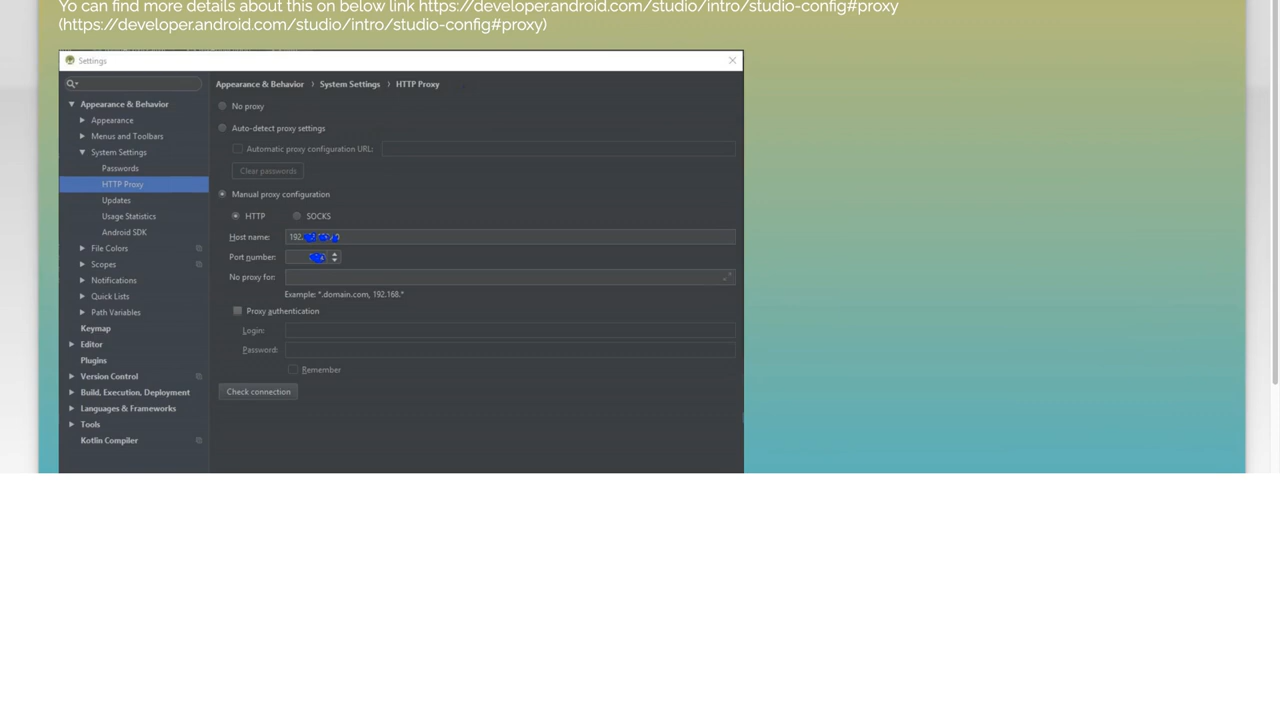 Yo can find more details about this on below link https://developer.android.com/studio/intro/studio-config#proxy
(https://developer.android.com/studio/intro/studio-config#proxy)
Settings
Appearance & Behavior
Appearance
Menus and Toolbars
System Settings
Passwords
HTTP Proxy
Updates
Usage Statistics
Android SDK
File Colors
Scopes
Notifications
Quick Lists
Path Variables
Keymap
Editor
Plugins
Version Control
Build, Execution, Deployment
Languages & Frameworks
Tools
Kotlin Compiler
Appearance & Behavior › System Settings › HTTP Proxy
No proxy
Auto-detect proxy settings
Automatic proxy configuration URL:
Clear passwords
Manual proxy configuration
HTTP SOCKS
Host name: 192.
Port number:
No proxy for:
Example: *.domain.com, 192.168.*
Proxy authentication
Login:
Password:
Remember
Check connection